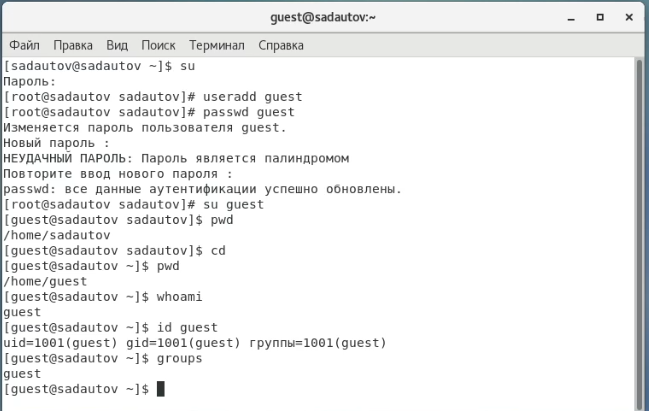 guest@sadautov:~
Файл Правка Вид Поиск Терминал Справка
[sadautov@sadautov ~]$ su
Пароль:
[root@sadautov sadautov]# useradd guest
[root@sadautov sadautov]# passwd guest
Изменяется пароль пользователя guest.
Новый пароль :
НЕУДАЧНЫЙ ПАРОЛЬ: Пароль является палиндромом
Повторите ввод нового пароля :
passwd: все данные аутентификации успешно обновлены.
[root@sadautov sadautov]# su guest
[guest@sadautov sadautov]$ pwd
/home/sadautov
[guest@sadautov sadautov]$ cd
[guest@sadautov ~]$ pwd
/home/guest
[guest@sadautov ~]$ whoami
guest
[guest@sadautov ~]$ id guest
uid=1001(guest) gid=1001(guest) группы=1001(guest)
[guest@sadautov ~]$ groups
guest
[guest@sadautov ~]$